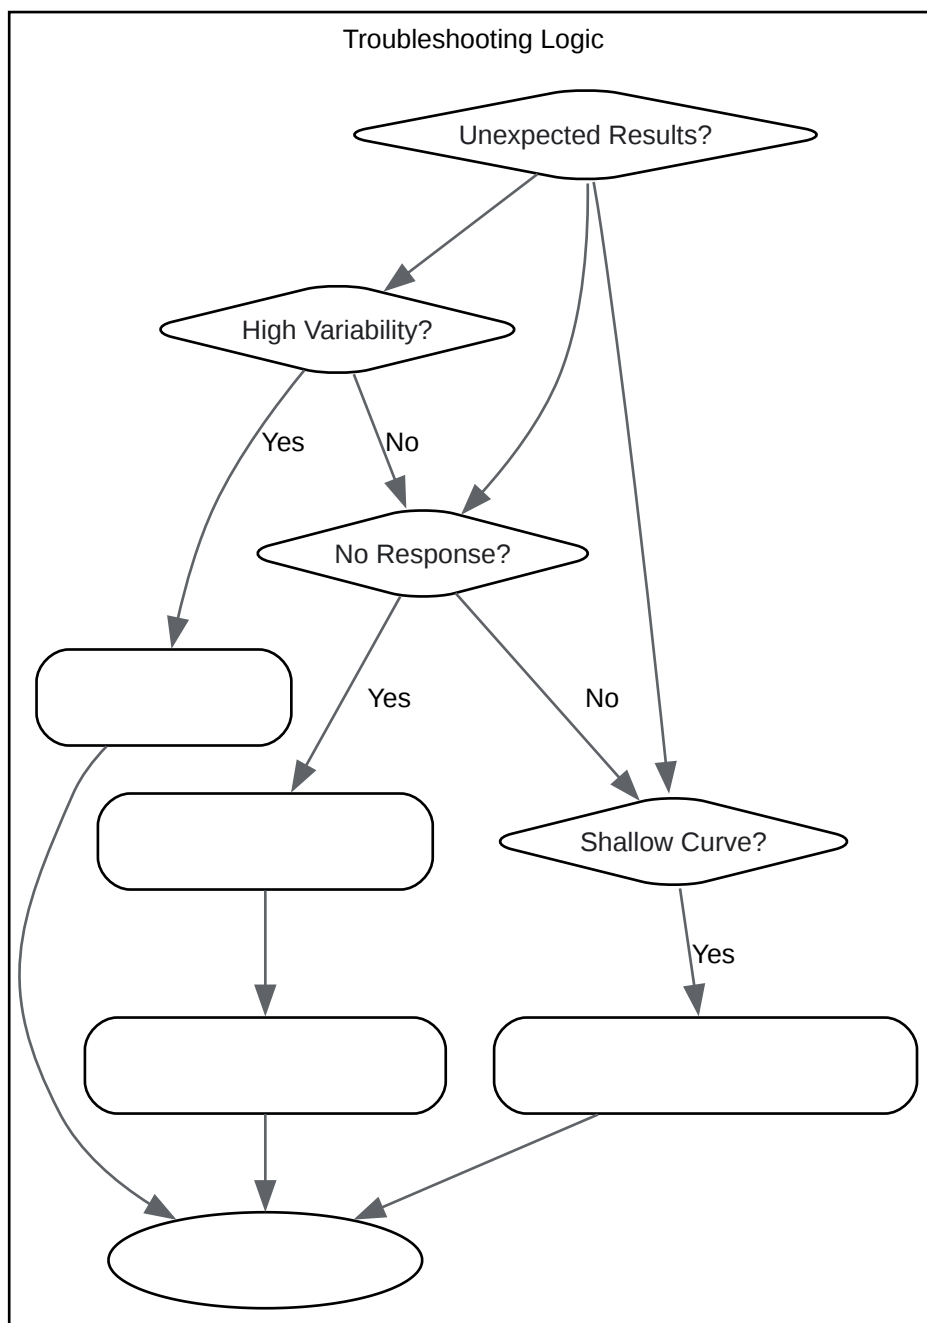 Troubleshooting Logic
Unexpected Results?
High Variability?
Yes
No
No Response?
Yes
No
Shallow Curve?
Yes